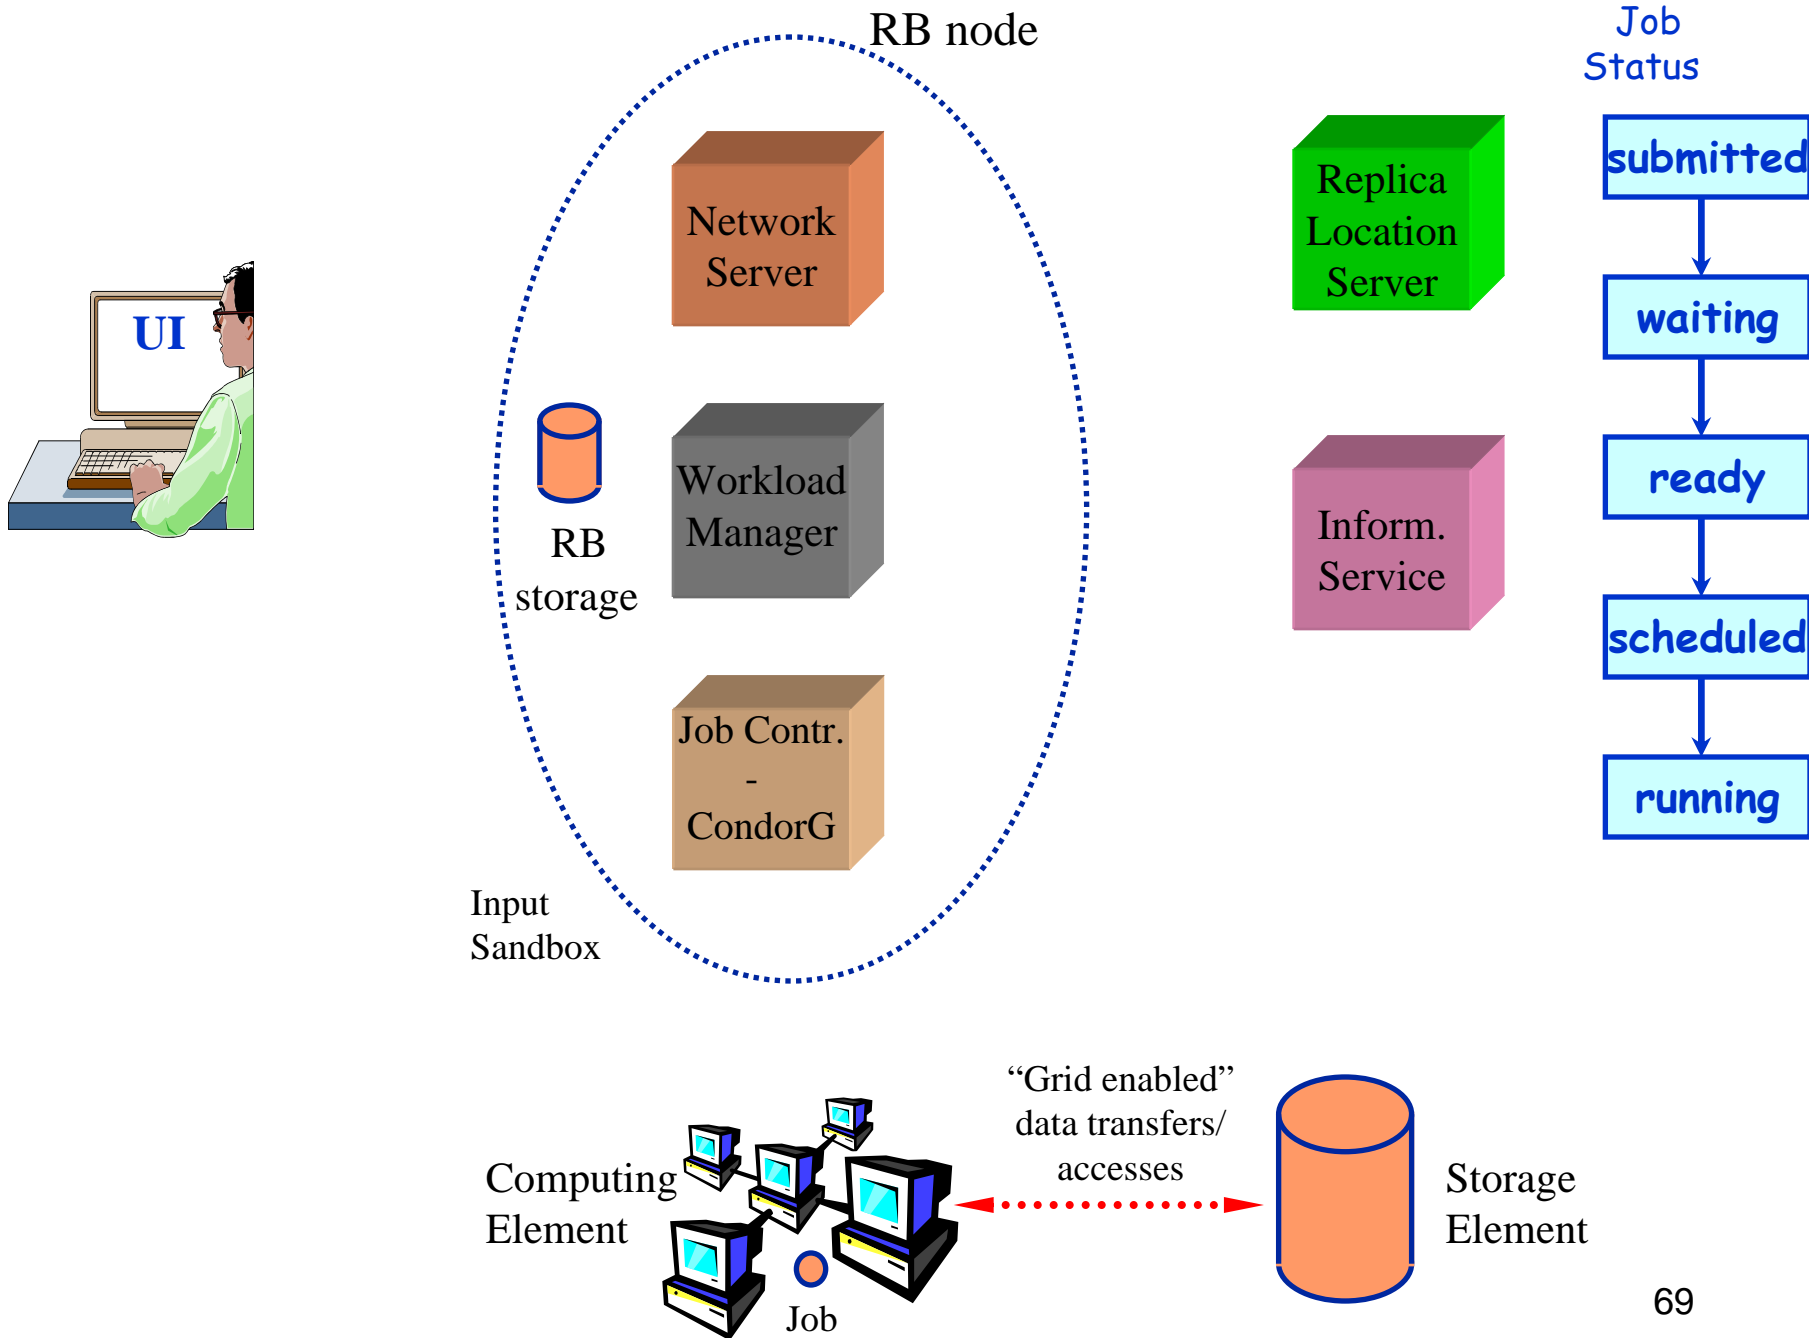 RB node
Job
Status
Network
Server
Replica
Location
Server
submitted
UI
waiting
Workload
Manager
RB
storage
Inform.
Service
ready
scheduled
Job Contr.
-
CondorG
running
Input
Sandbox
“Grid enabled”
data transfers/
accesses
Computing
Element
Storage
Element
Job
69